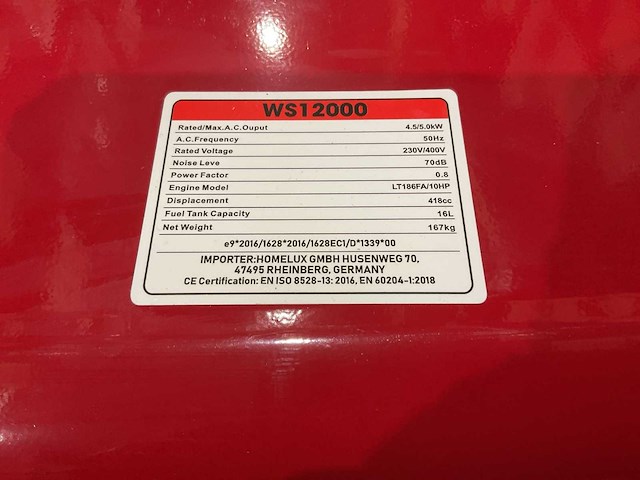 WS12000
Rated/Max.A.C.Ouput 4.5/5.0kW
A.C.Frequency 50Hz
Rated Voltage 230V/400V
Noise Leve 70dB
Power Factor 0.8
Engine Model LT186FA/10HP
Displacement 418cc
Fuel Tank Capacity 16L
Net Weight 167kg
e9*2016/1628*2016/1628EC1/D*1339*00
IMPORTER:HOMELUX GMBH HUSENWEG 70,
47495 RHEINBERG, GERMANY
CE Certification: EN ISO 8528-13: 2016, EN 60204-1:2018